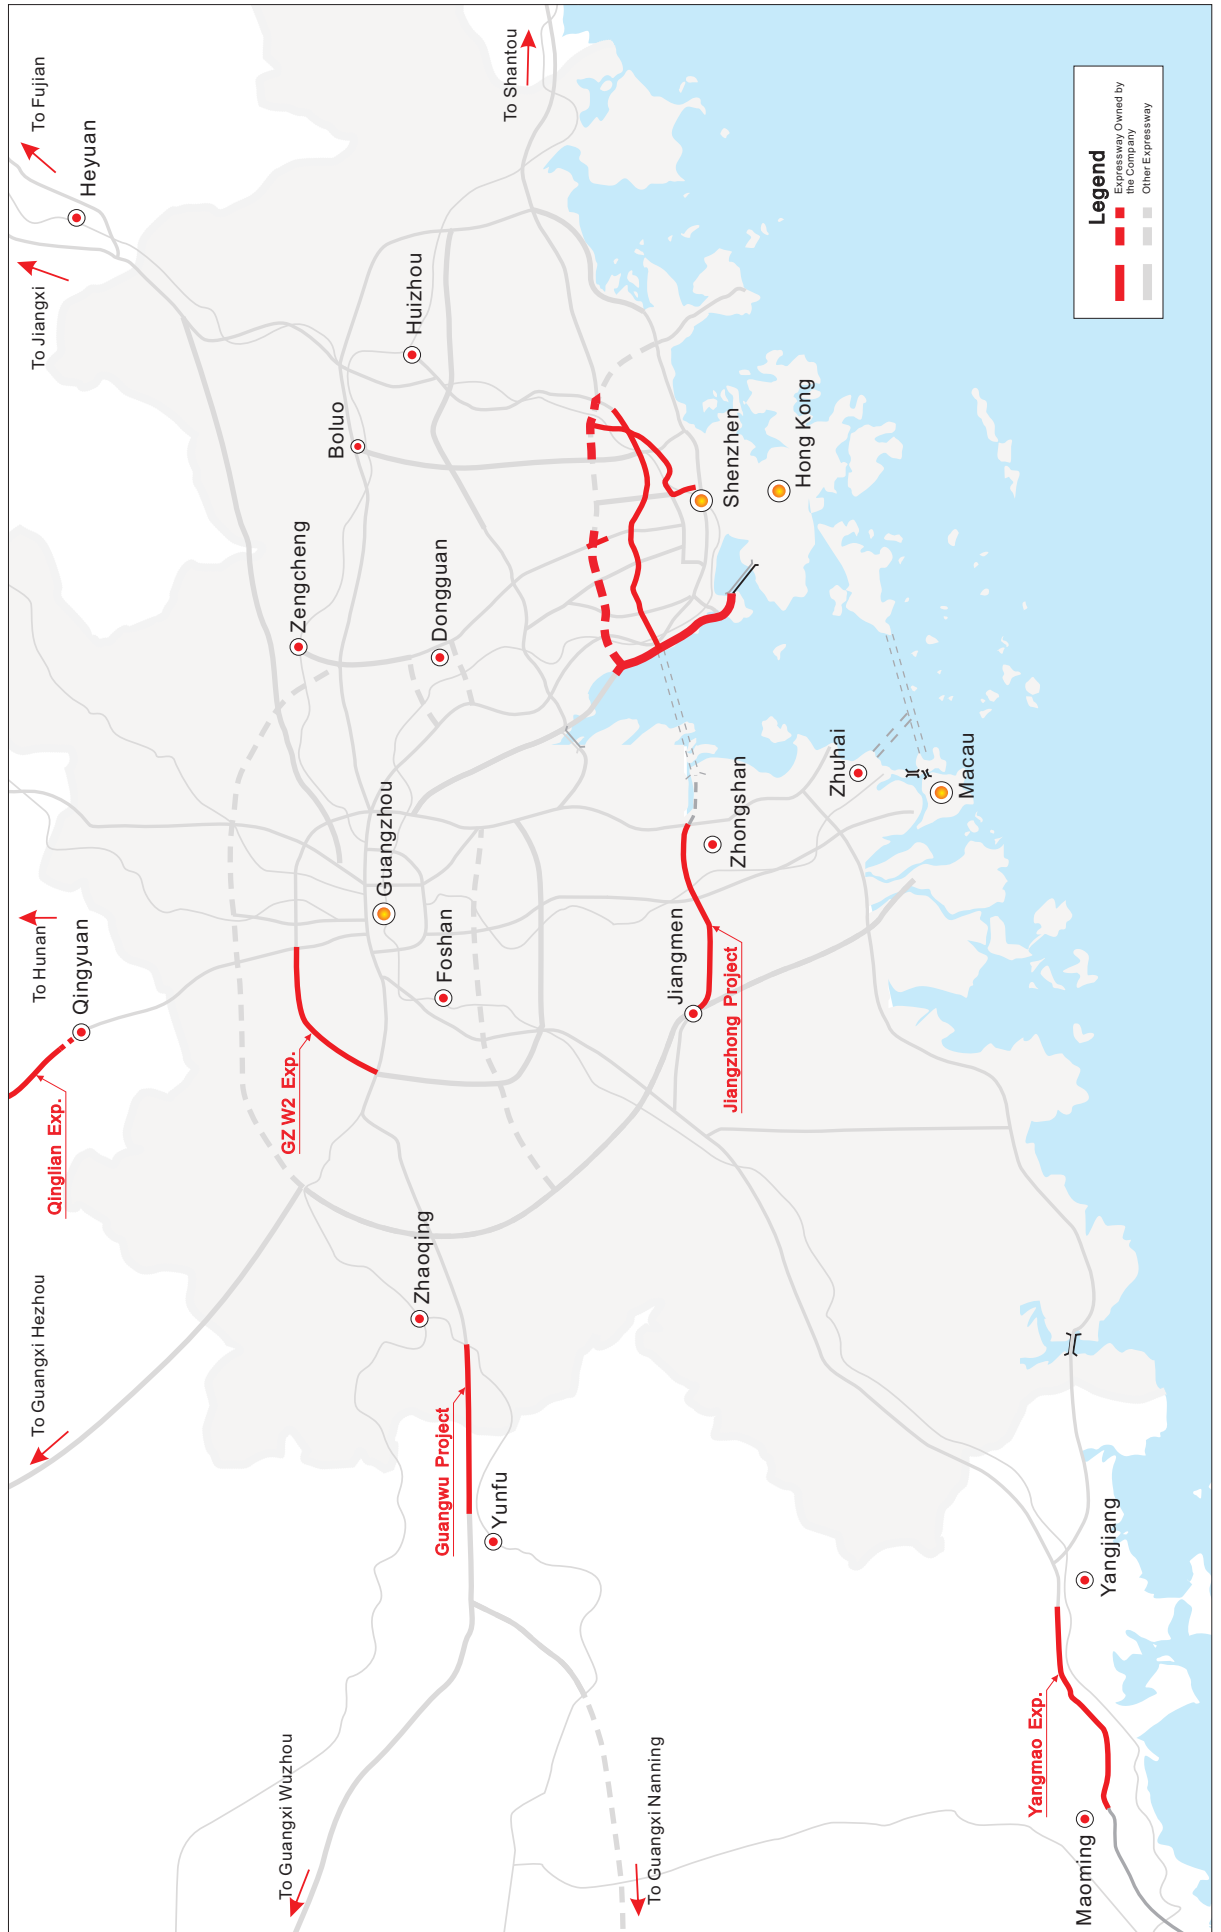 To Guangxi Hezhou
To Hunan
To Jiangxi
To Fujian
Qinglian Exp.
Qingyuan
Heyuan
To Guangxi Wuzhou
GZ W2 Exp.
Zengcheng
Boluo
Guangzhou
Huizhou
Zhaoqing
Foshan
Dongguan
Guangwu Project
Yunfu
To Shantou
To Guangxi Nanning
Jiangmen
Jiangzhong Project
Zhongshan
Shenzhen
Hong Kong
Zhuhai
Macau
Yangmao Exp.
Maoming
Yangjiang
Legend
Expressway Owned by
the Company
Other Expressway